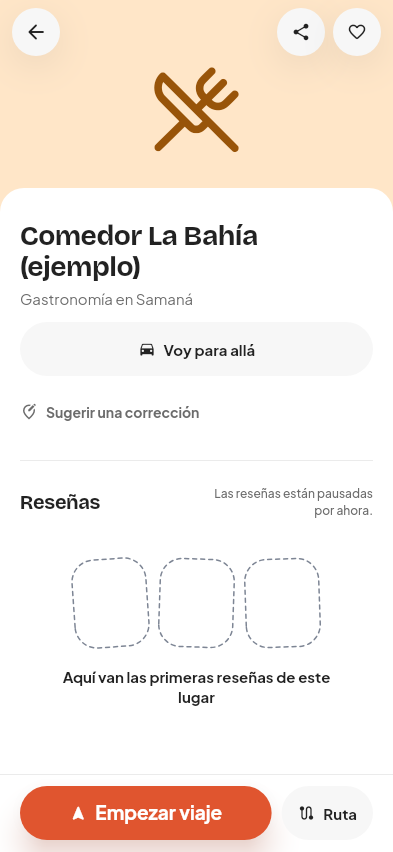 Comedor La Bahía
(ejemplo)
Gastronomía en Samaná
Voy para allá
Sugerir una corrección
Reseñas
Las reseñas están pausadas
por ahora.
Aquí van las primeras reseñas de este
lugar
Empezar viaje
Ruta